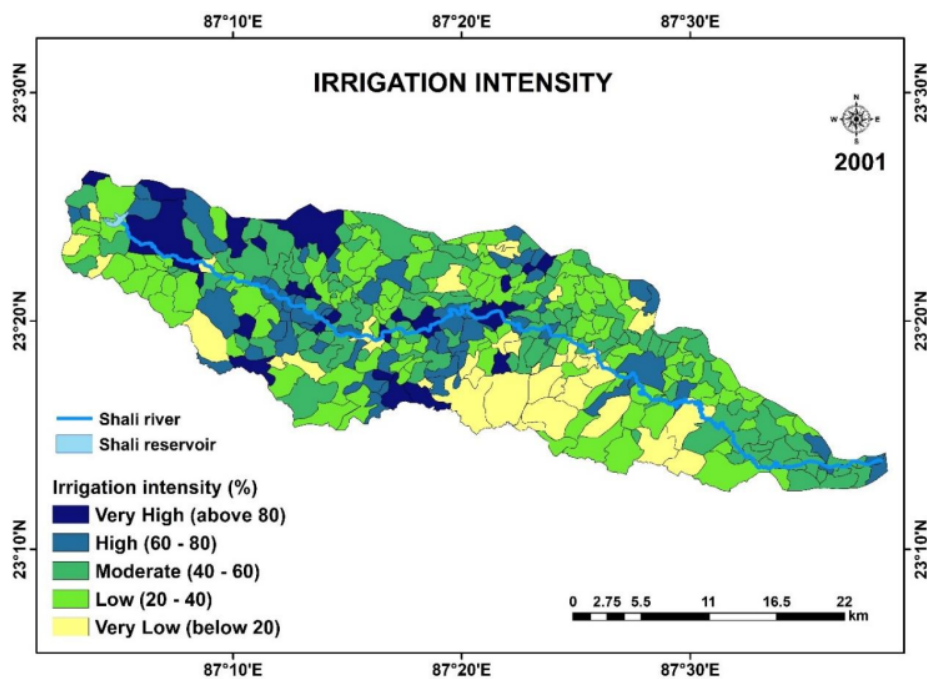 87°10'E 87°20'E 87°30'E
IRRIGATION INTENSITY
23°30'N 23°30'N
N
W E
S
2001
23°20'N 23°20'N
Shali river
Shali reservoir
Irrigation intensity (%)
Very High (above 80)
High (60 - 80)
Moderate (40 - 60)
Low (20 - 40)
Very Low (below 20)
23°10'N 23°10'N
0 2.75 5.5 11 16.5 22
km
87°10'E 87°20'E 87°30'E